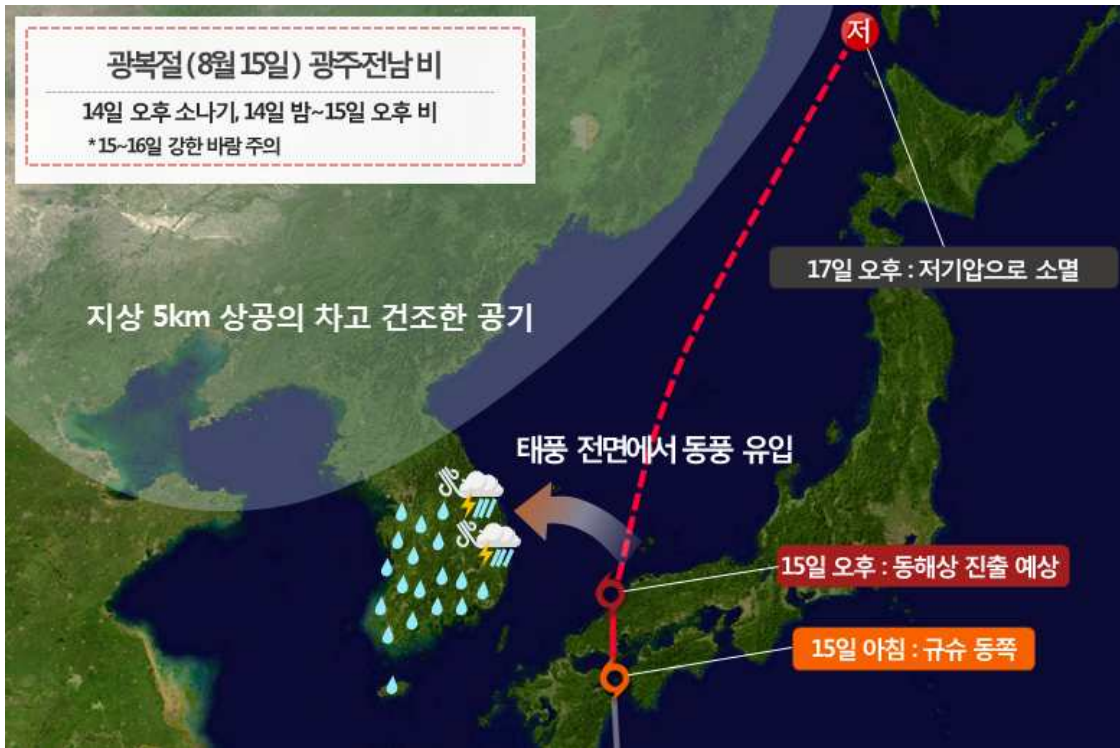 광복절 (8월 15일) 광주전남 비
14일 오후 소나기, 14일 밤~15일 오후 비
*15~16일 강한 바람 주의
저
17일 오후 : 저기압으로 소멸
지상 5km 상공의 차고 건조한 공기
태풍 전면에서 동풍 유입
15일 오후 : 동해상 진출 예상
15일 아침 : 규슈 동쪽